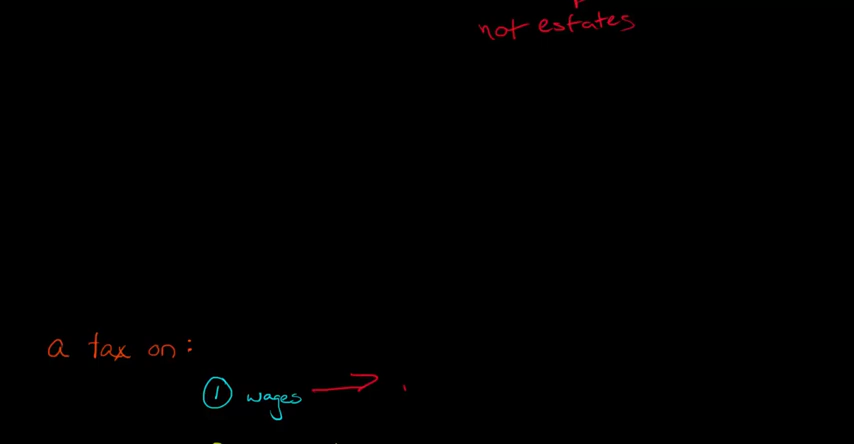 not estates
a tax on:
① wages →